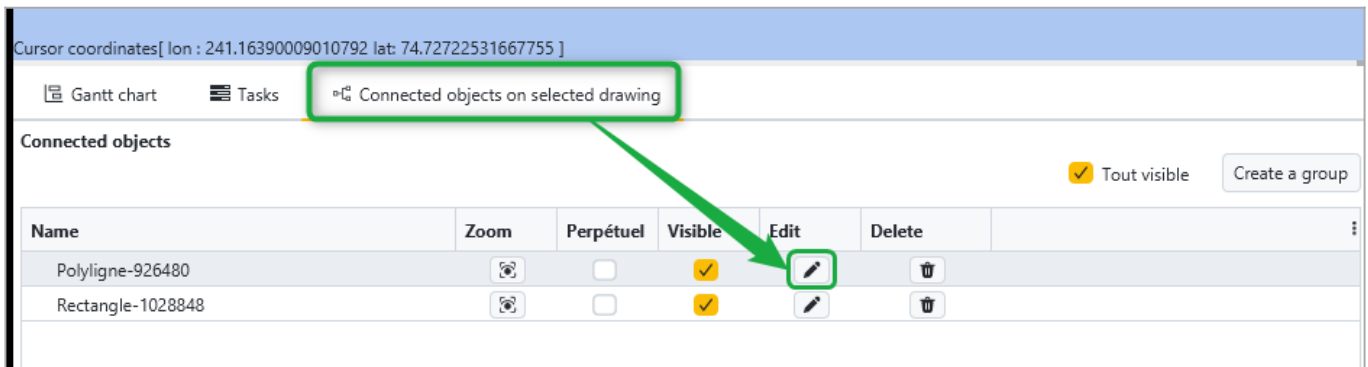 Cursor coordinates[ lon : 241.16390009010792 lat: 74.72722531667755 ]
Gantt chart Tasks Connected objects on selected drawing
Connected objects
Tout visible Create a group
Name Zoom Perpétuel Visible Edit Delete
Polyligne-926480
Rectangle-1028848